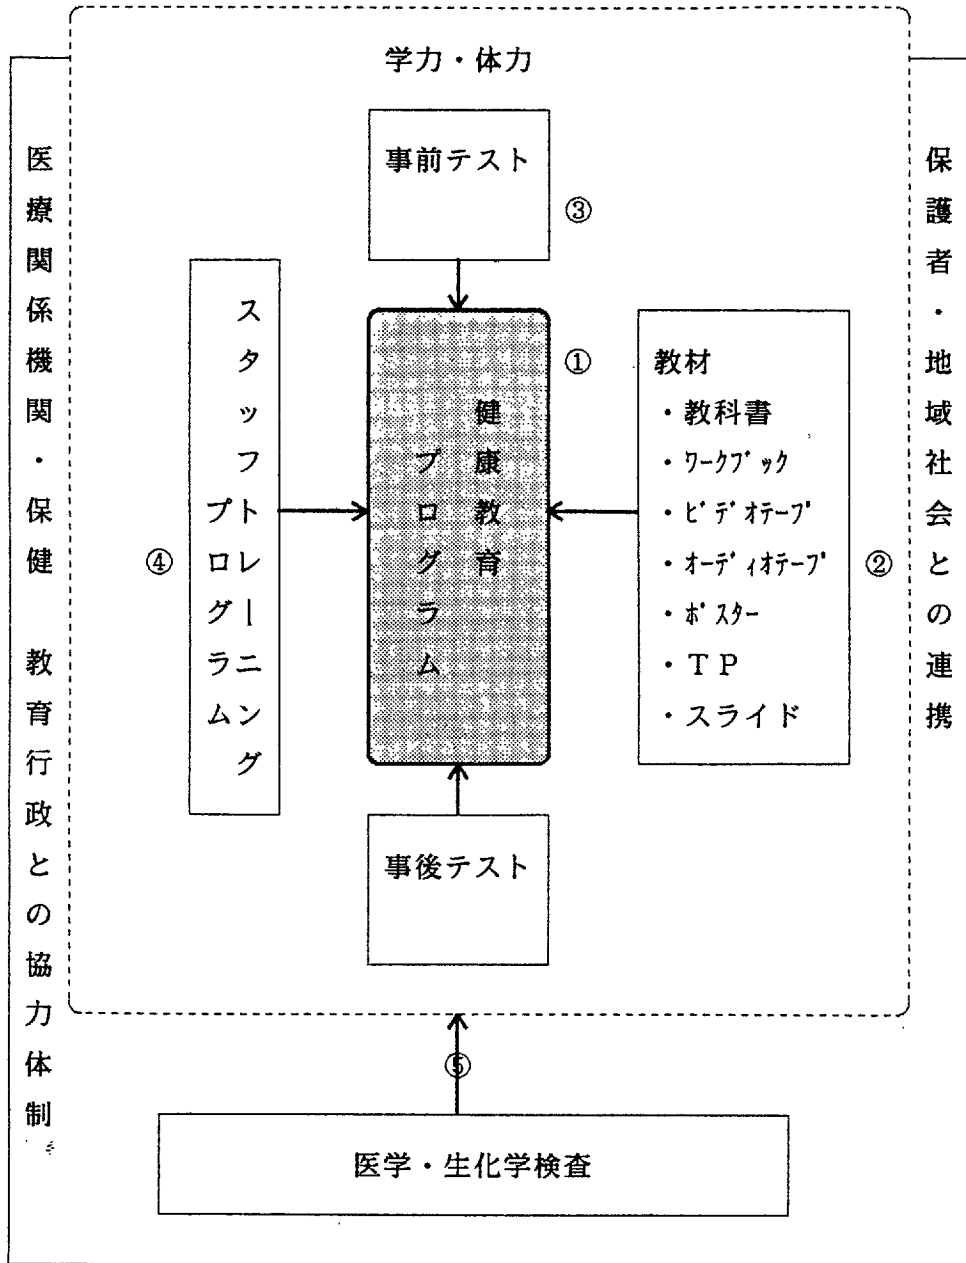 学力・体力
事前テスト
③
医療関係機関・保健 教育行政との協力体制
保護者・地域社会との連携
スタッフトレーニング
プログラム
④
健康教育
プログラム
①
教材
・教科書
・ワークブック
・ビデオテープ
・オーディオテープ
・ポスター
・TP
・スライド
②
事後テスト
⑤
医学・生化学検査